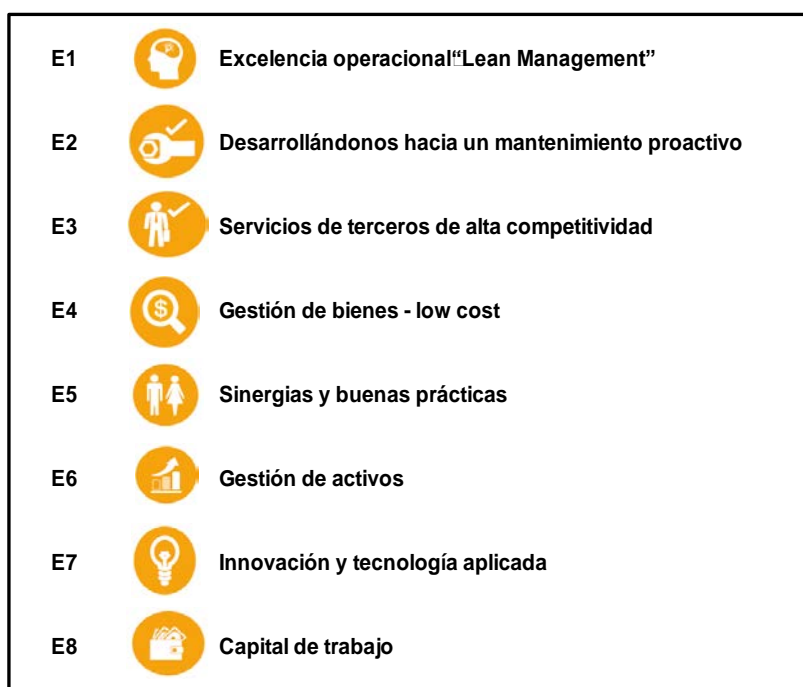 E1 Excelencia operacional“Lean Management”
E2 Desarrollándonos hacia un mantenimiento proactivo
E3 Servicios de terceros de alta competitividad
E4 $ Gestión de bienes - low cost
E5 Sinergias y buenas prácticas
E6 Gestión de activos
E7 Innovación y tecnología aplicada
E8 Capital de trabajo